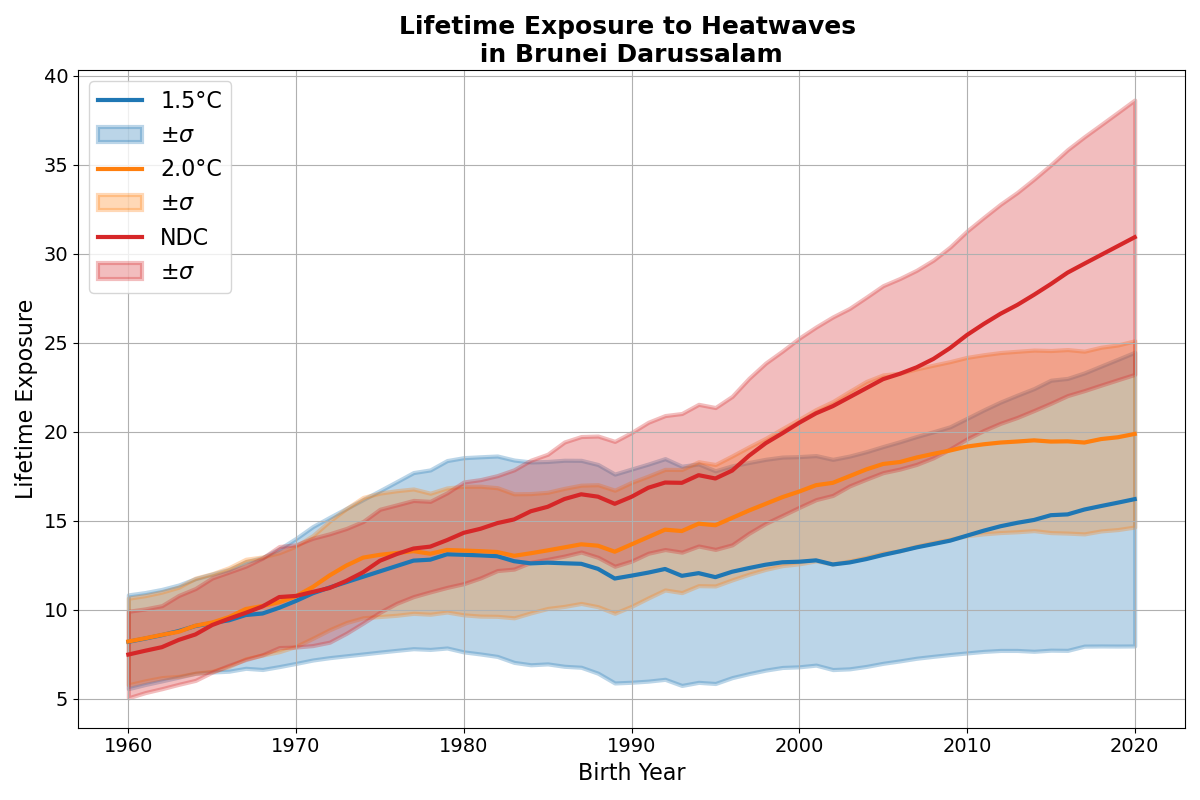 Lifetime Exposure to Heatwaves
in Brunei Darussalam
40
35
30
25
20
15
10
5
Lifetime Exposure
1.5°C
±σ
2.0°C
±σ
NDC
±σ
1960 1970 1980 1990 2000 2010 2020
Birth Year